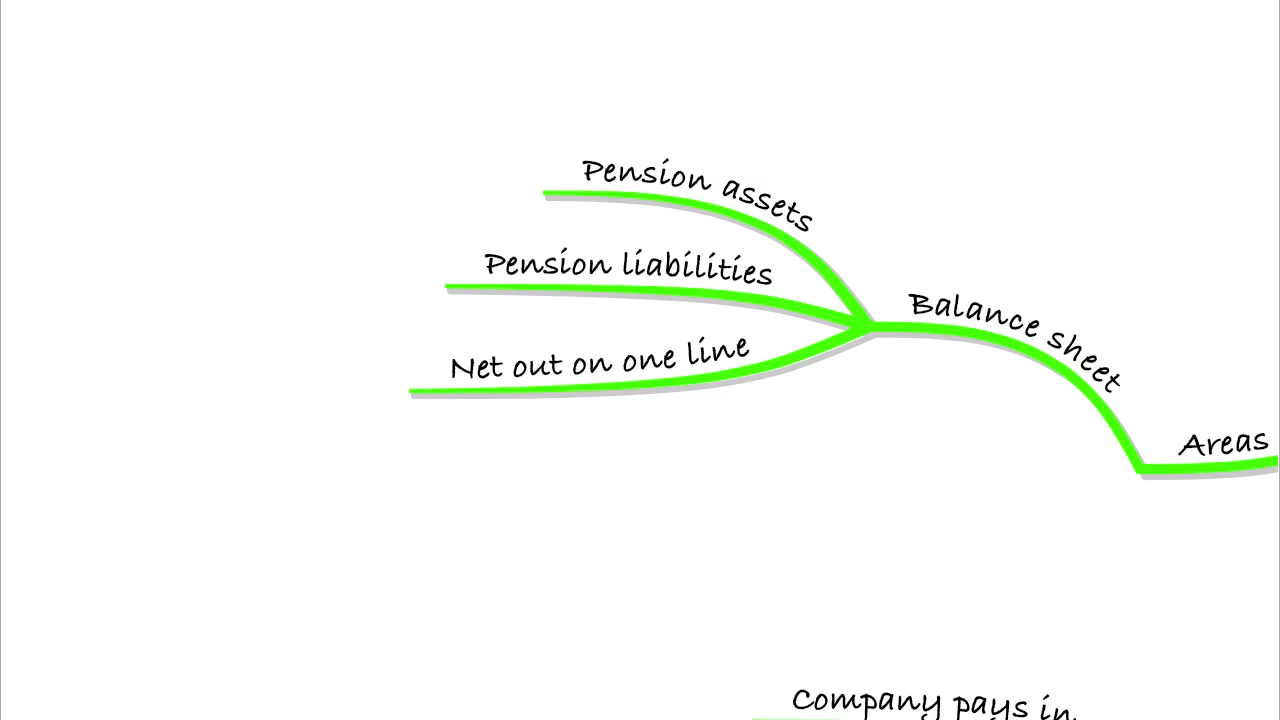 Pension assets
Pension liabilities
Net out on one line
Balance sheet
Areas
Company pays in